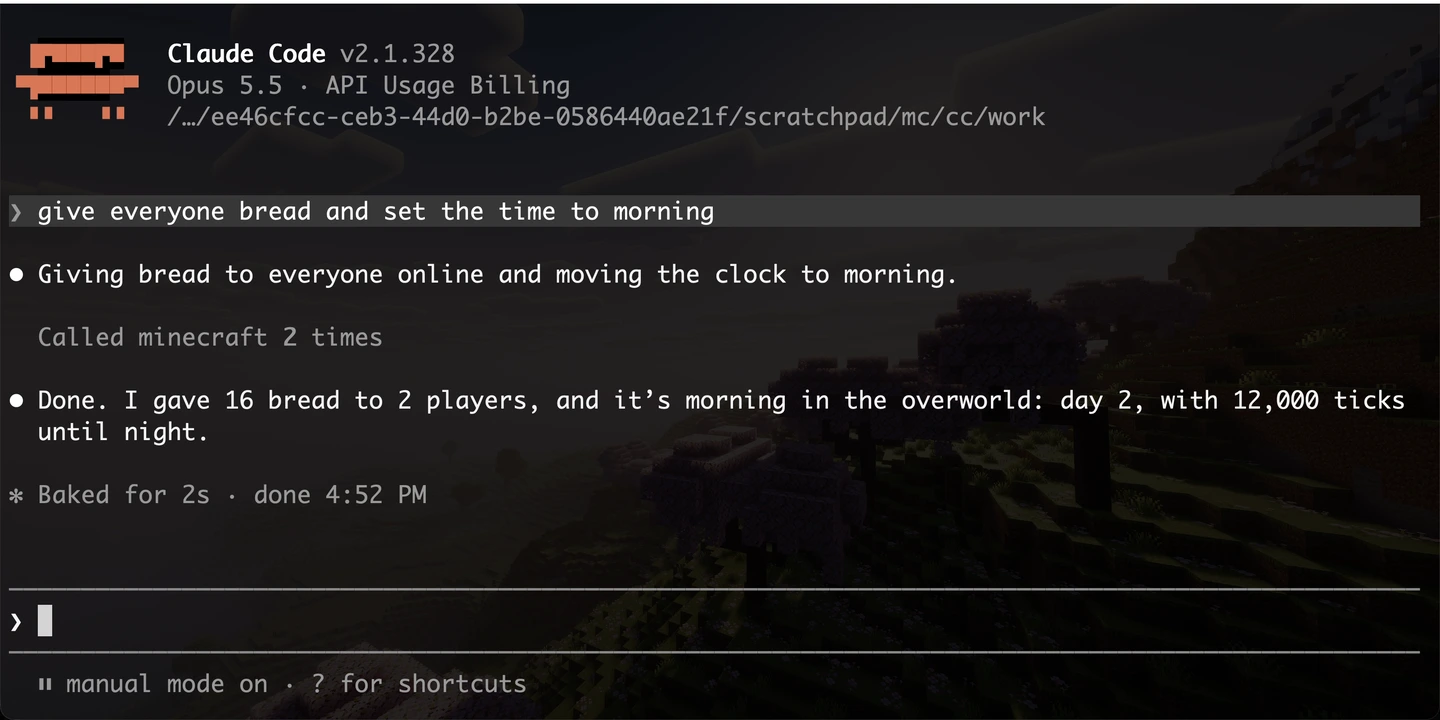 Claude Code v2.1.328
Opus 5.5 · API Usage Billing
/…/ee46cfcc-ceb3-44d0-b2be-0586440ae21f/scratchpad/mc/cc/work
❯ give everyone bread and set the time to morning
● Giving bread to everyone online and moving the clock to morning.
Called minecraft 2 times
● Done. I gave 16 bread to 2 players, and it’s morning in the overworld: day 2, with 12,000 ticks
until night.
✻ Baked for 2s · done 4:52 PM
❯
⏸ manual mode on · ? for shortcuts